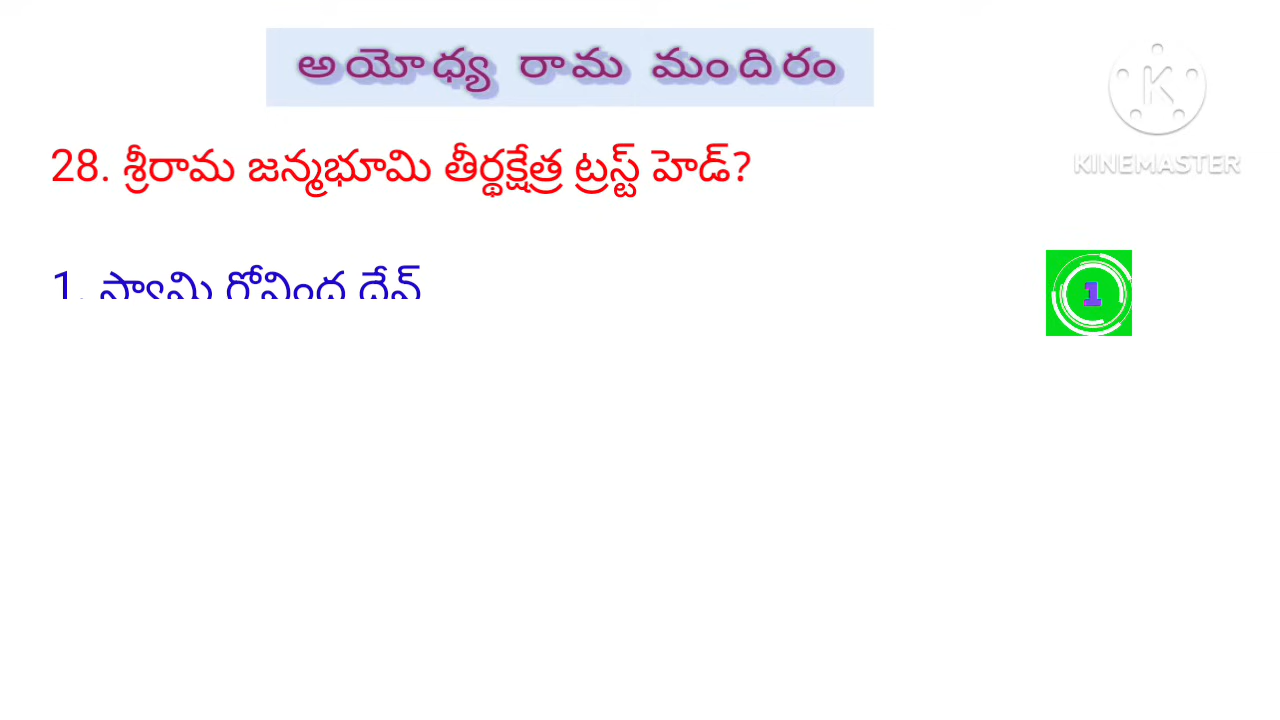 అయోధ్య రామ మందిరం
KINEMASTER
28. శ్రీరామ జన్మభూమి తీర్థక్షేత్ర ట్రస్ట్ హెడ్?
1. స్వామి గోవింద దేవ్
1